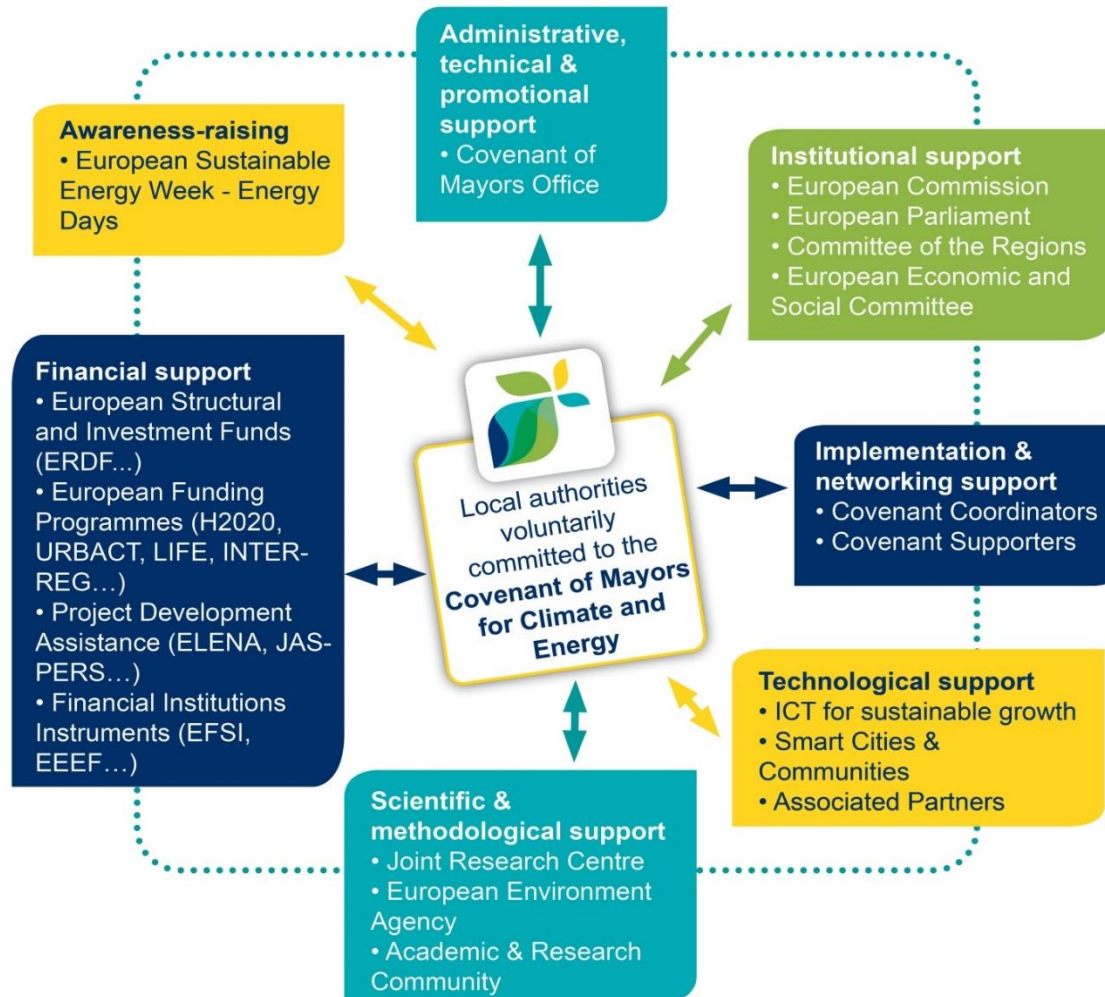 Administrative,
technical &
promotional
support
• Covenant of
Mayors Office
Awareness-raising
• European Sustainable
Energy Week - Energy
Days
Institutional support
• European Commission
• European Parliament
• Committee of the Regions
• European Economic and
Social Committee
Financial support
• European Structural
and Investment Funds
(ERDF...)
• European Funding
Programmes (H2020,
URBACT, LIFE, INTER-
REG…)
• Project Development
Assistance (ELENA, JAS-
PERS…)
• Financial Institutions
Instruments (EFSI,
EEEF…)
Local authorities
voluntarily
committed to the
Covenant of Mayors
for Climate and
Energy
Implementation &
networking support
• Covenant Coordinators
• Covenant Supporters
Technological support
• ICT for sustainable growth
• Smart Cities &
Communities
• Associated Partners
Scientific &
methodological support
• Joint Research Centre
• European Environment
Agency
• Academic & Research
Community